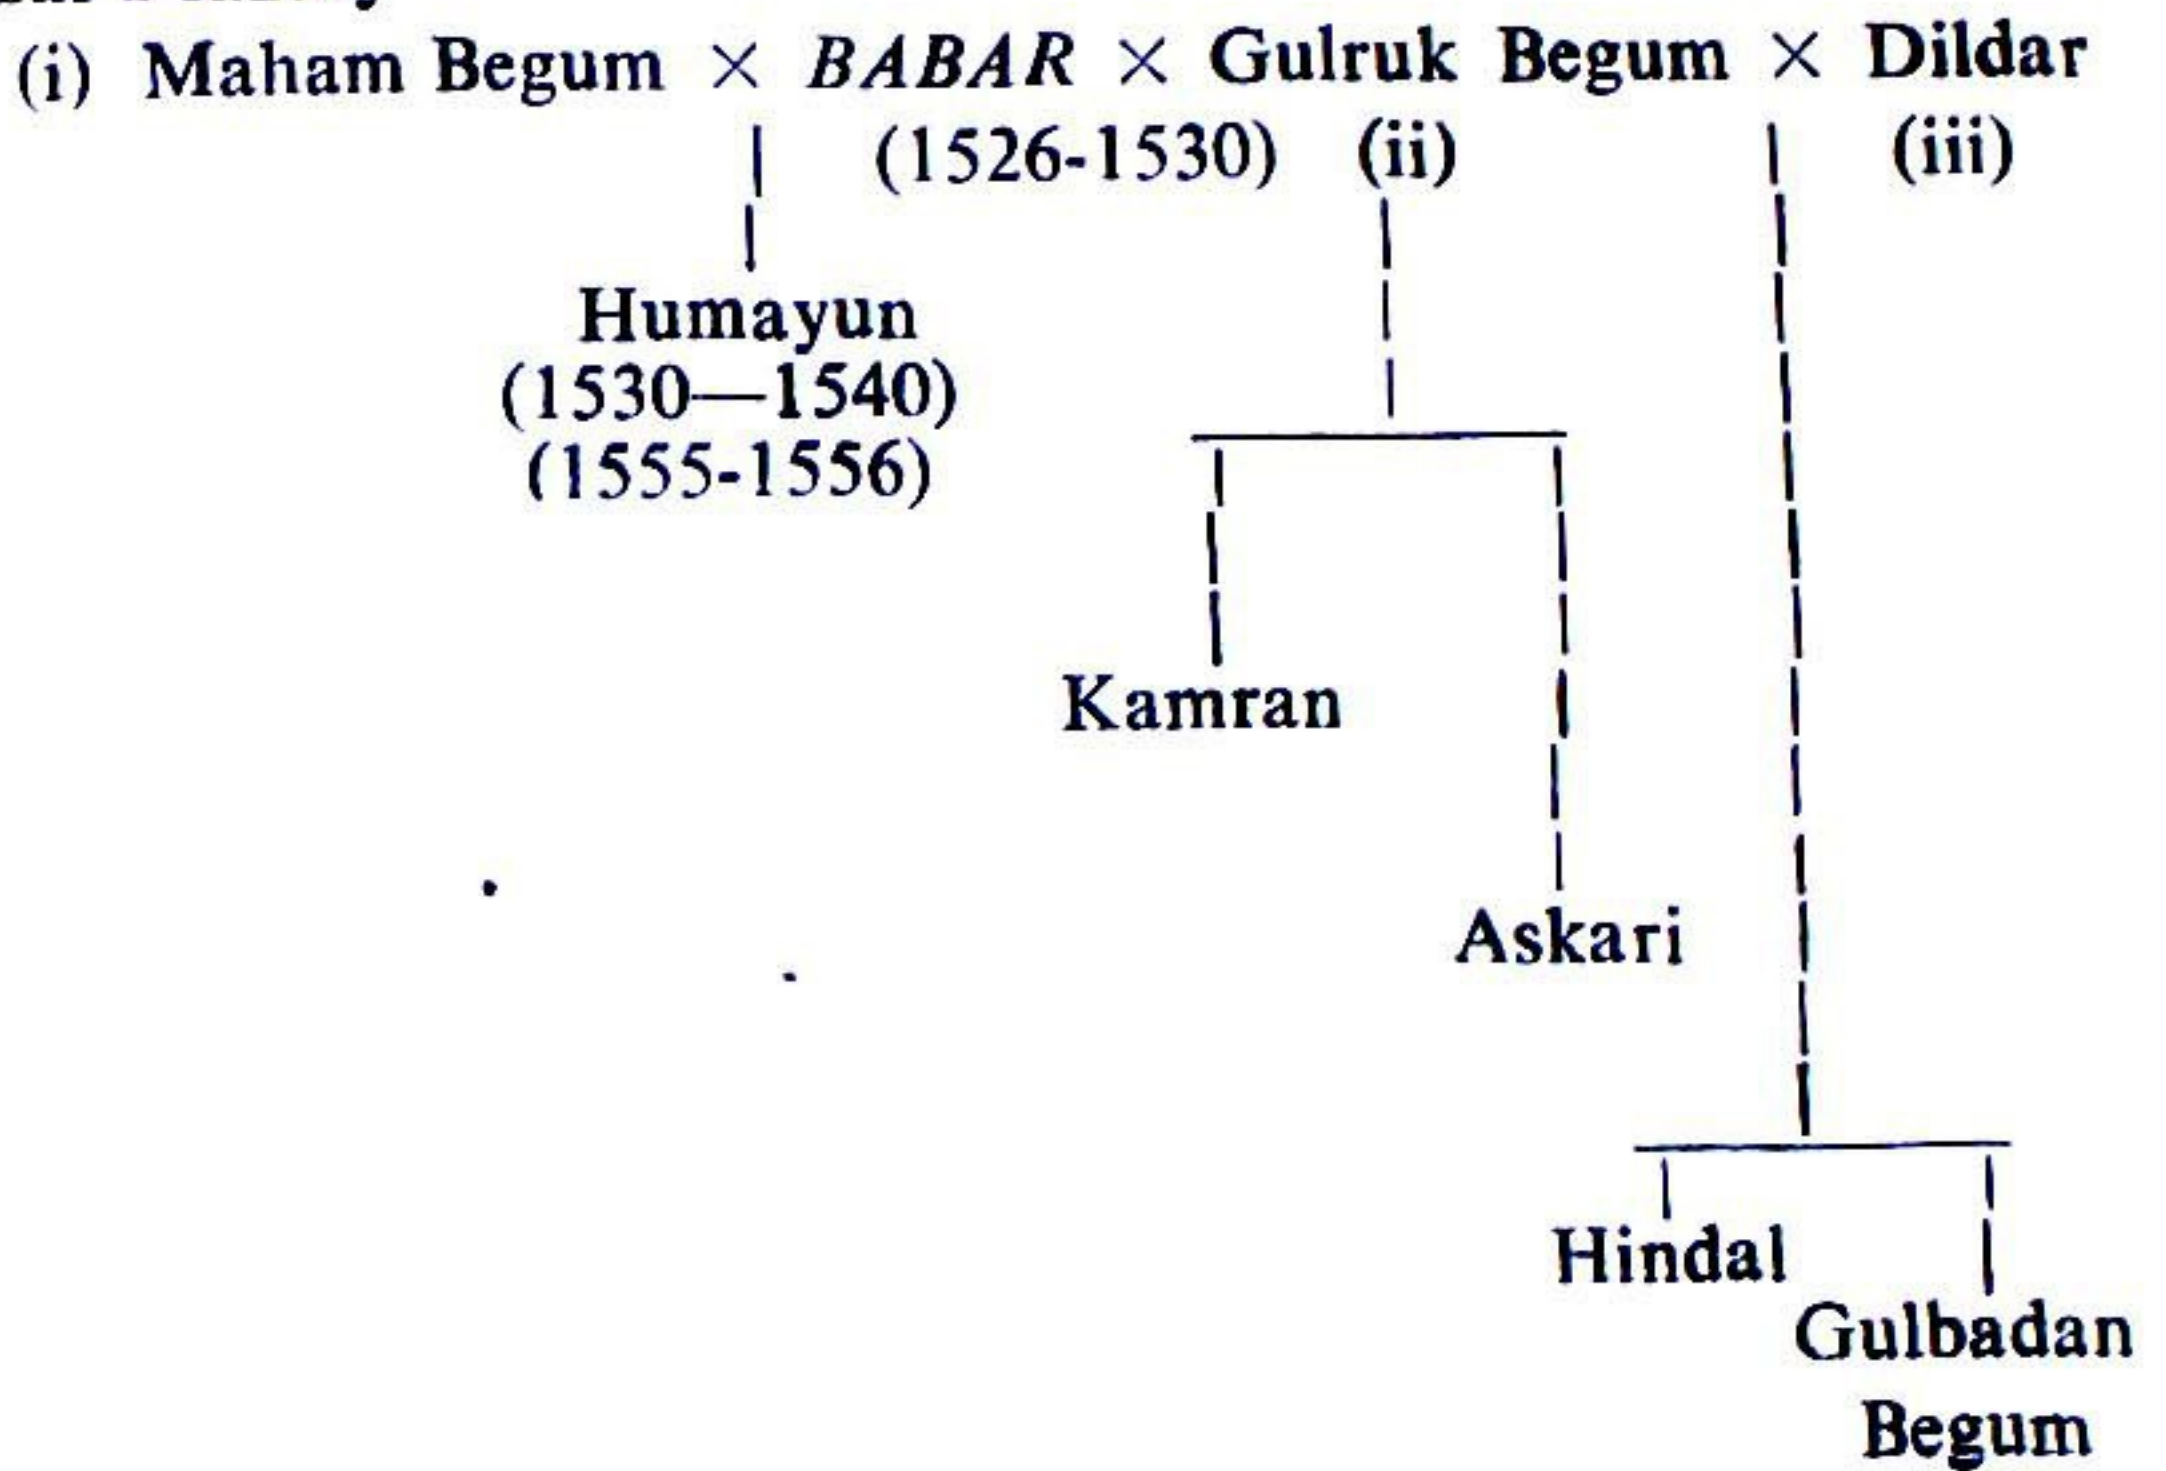 (i) Maham Begum × BABAR × Gulruk Begum × Dildar
(1526-1530) (ii) (iii)
Humayun
(1530—1540)
(1555-1556)
Kamran
Askari
Hindal
Gulbadan
Begum